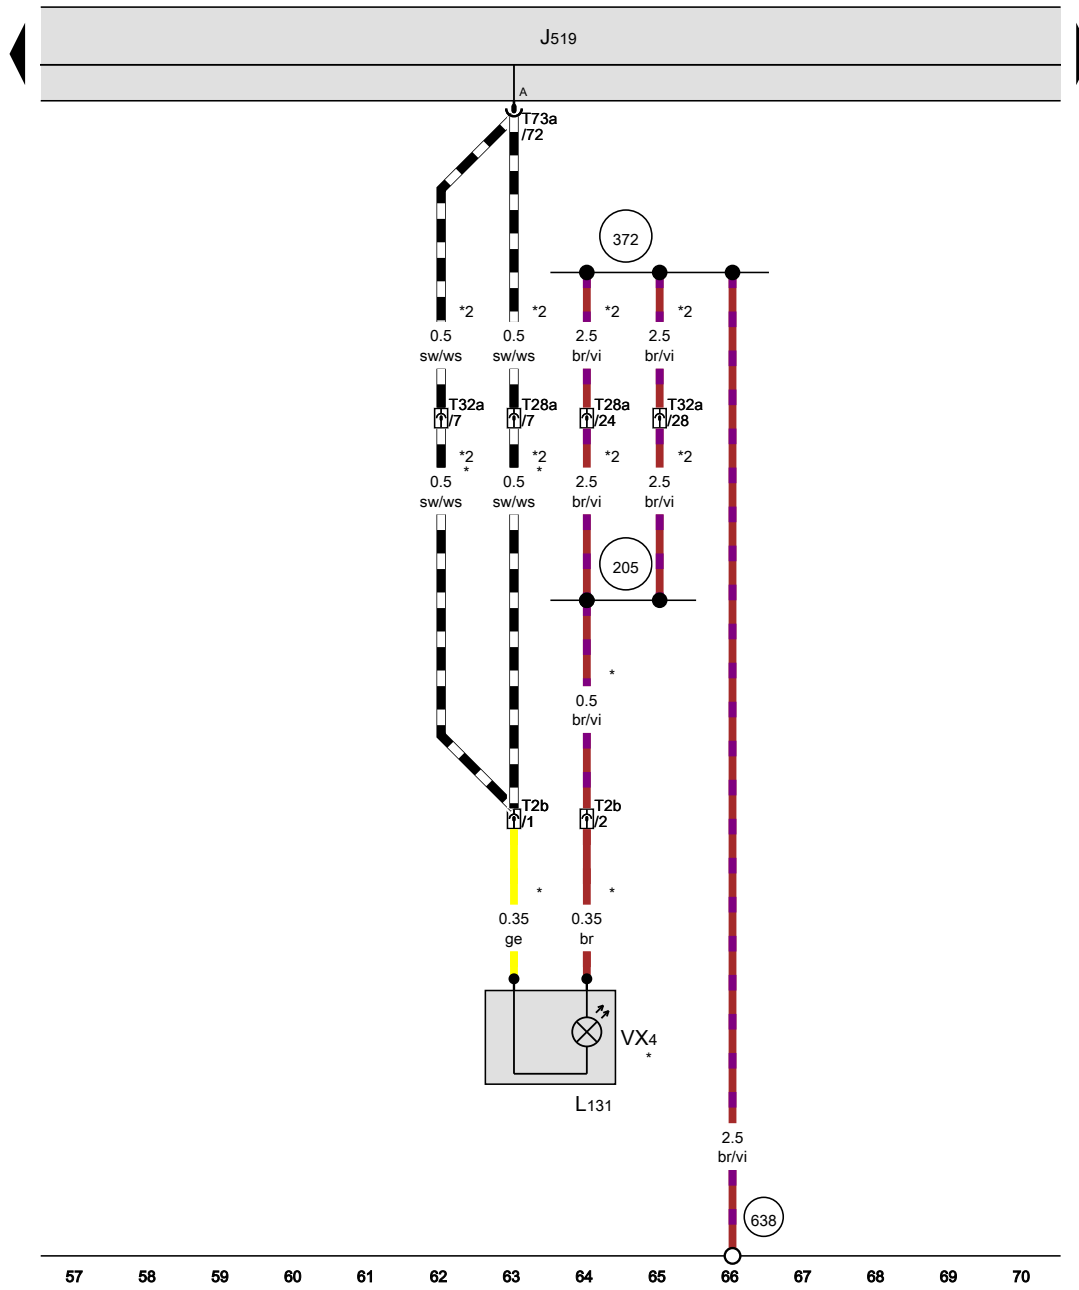 J519
A
T73a
/72
372
*2 *2 *2 *2
0.5 0.5 2.5 2.5
sw/ws sw/ws br/vi br/vi
T32a T28a T28a T32a
/7 /7 /24 /28
*2 *2 *2 *2
* *
0.5 0.5 2.5 2.5
sw/ws sw/ws br/vi br/vi
205
*
0.5
br/vi
T2b T2b
/1 /2
* *
0.35 0.35
ge br
VX4
*
L131
2.5
br/vi
638
57 58 59 60 61 62 63 64 65 66 67 68 69 70